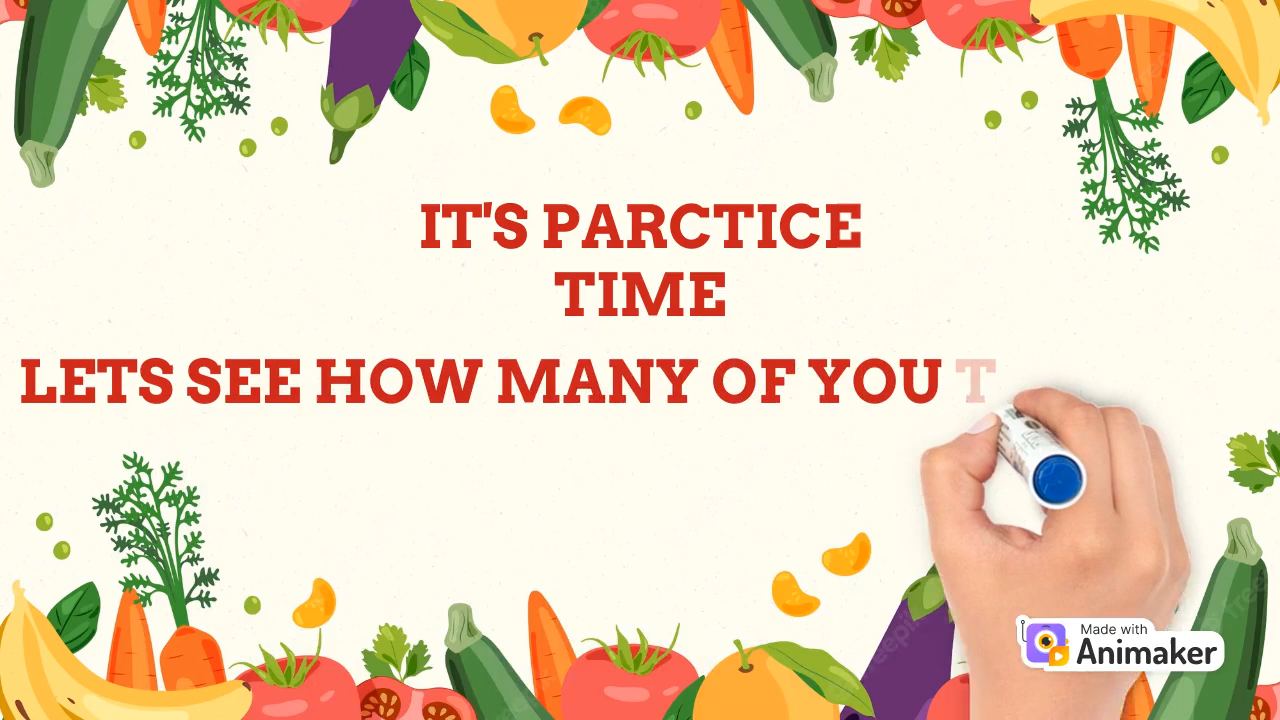 IT'S PARCTICE
TIME
LETS SEE HOW MANY OF YOU T
Made with
Animaker